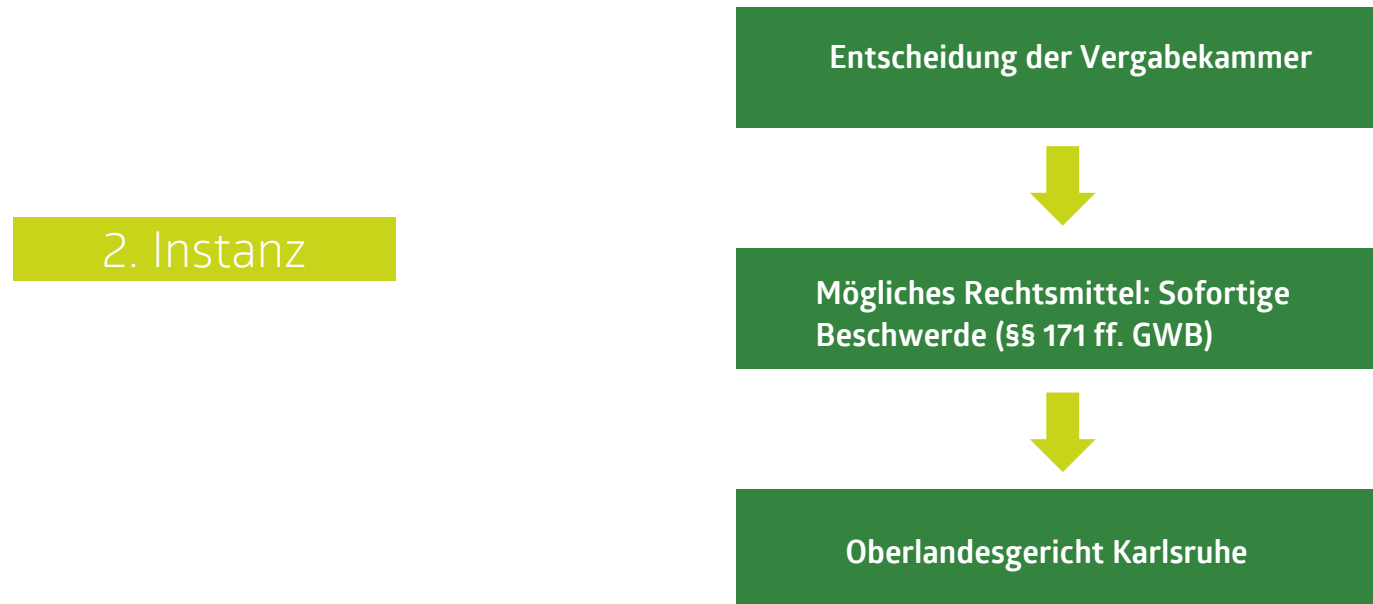 Entscheidung der Vergabekammer
2. Instanz
Mögliches Rechtsmittel: Sofortige
Beschwerde (§§ 171 ff. GWB)
Oberlandesgericht Karlsruhe